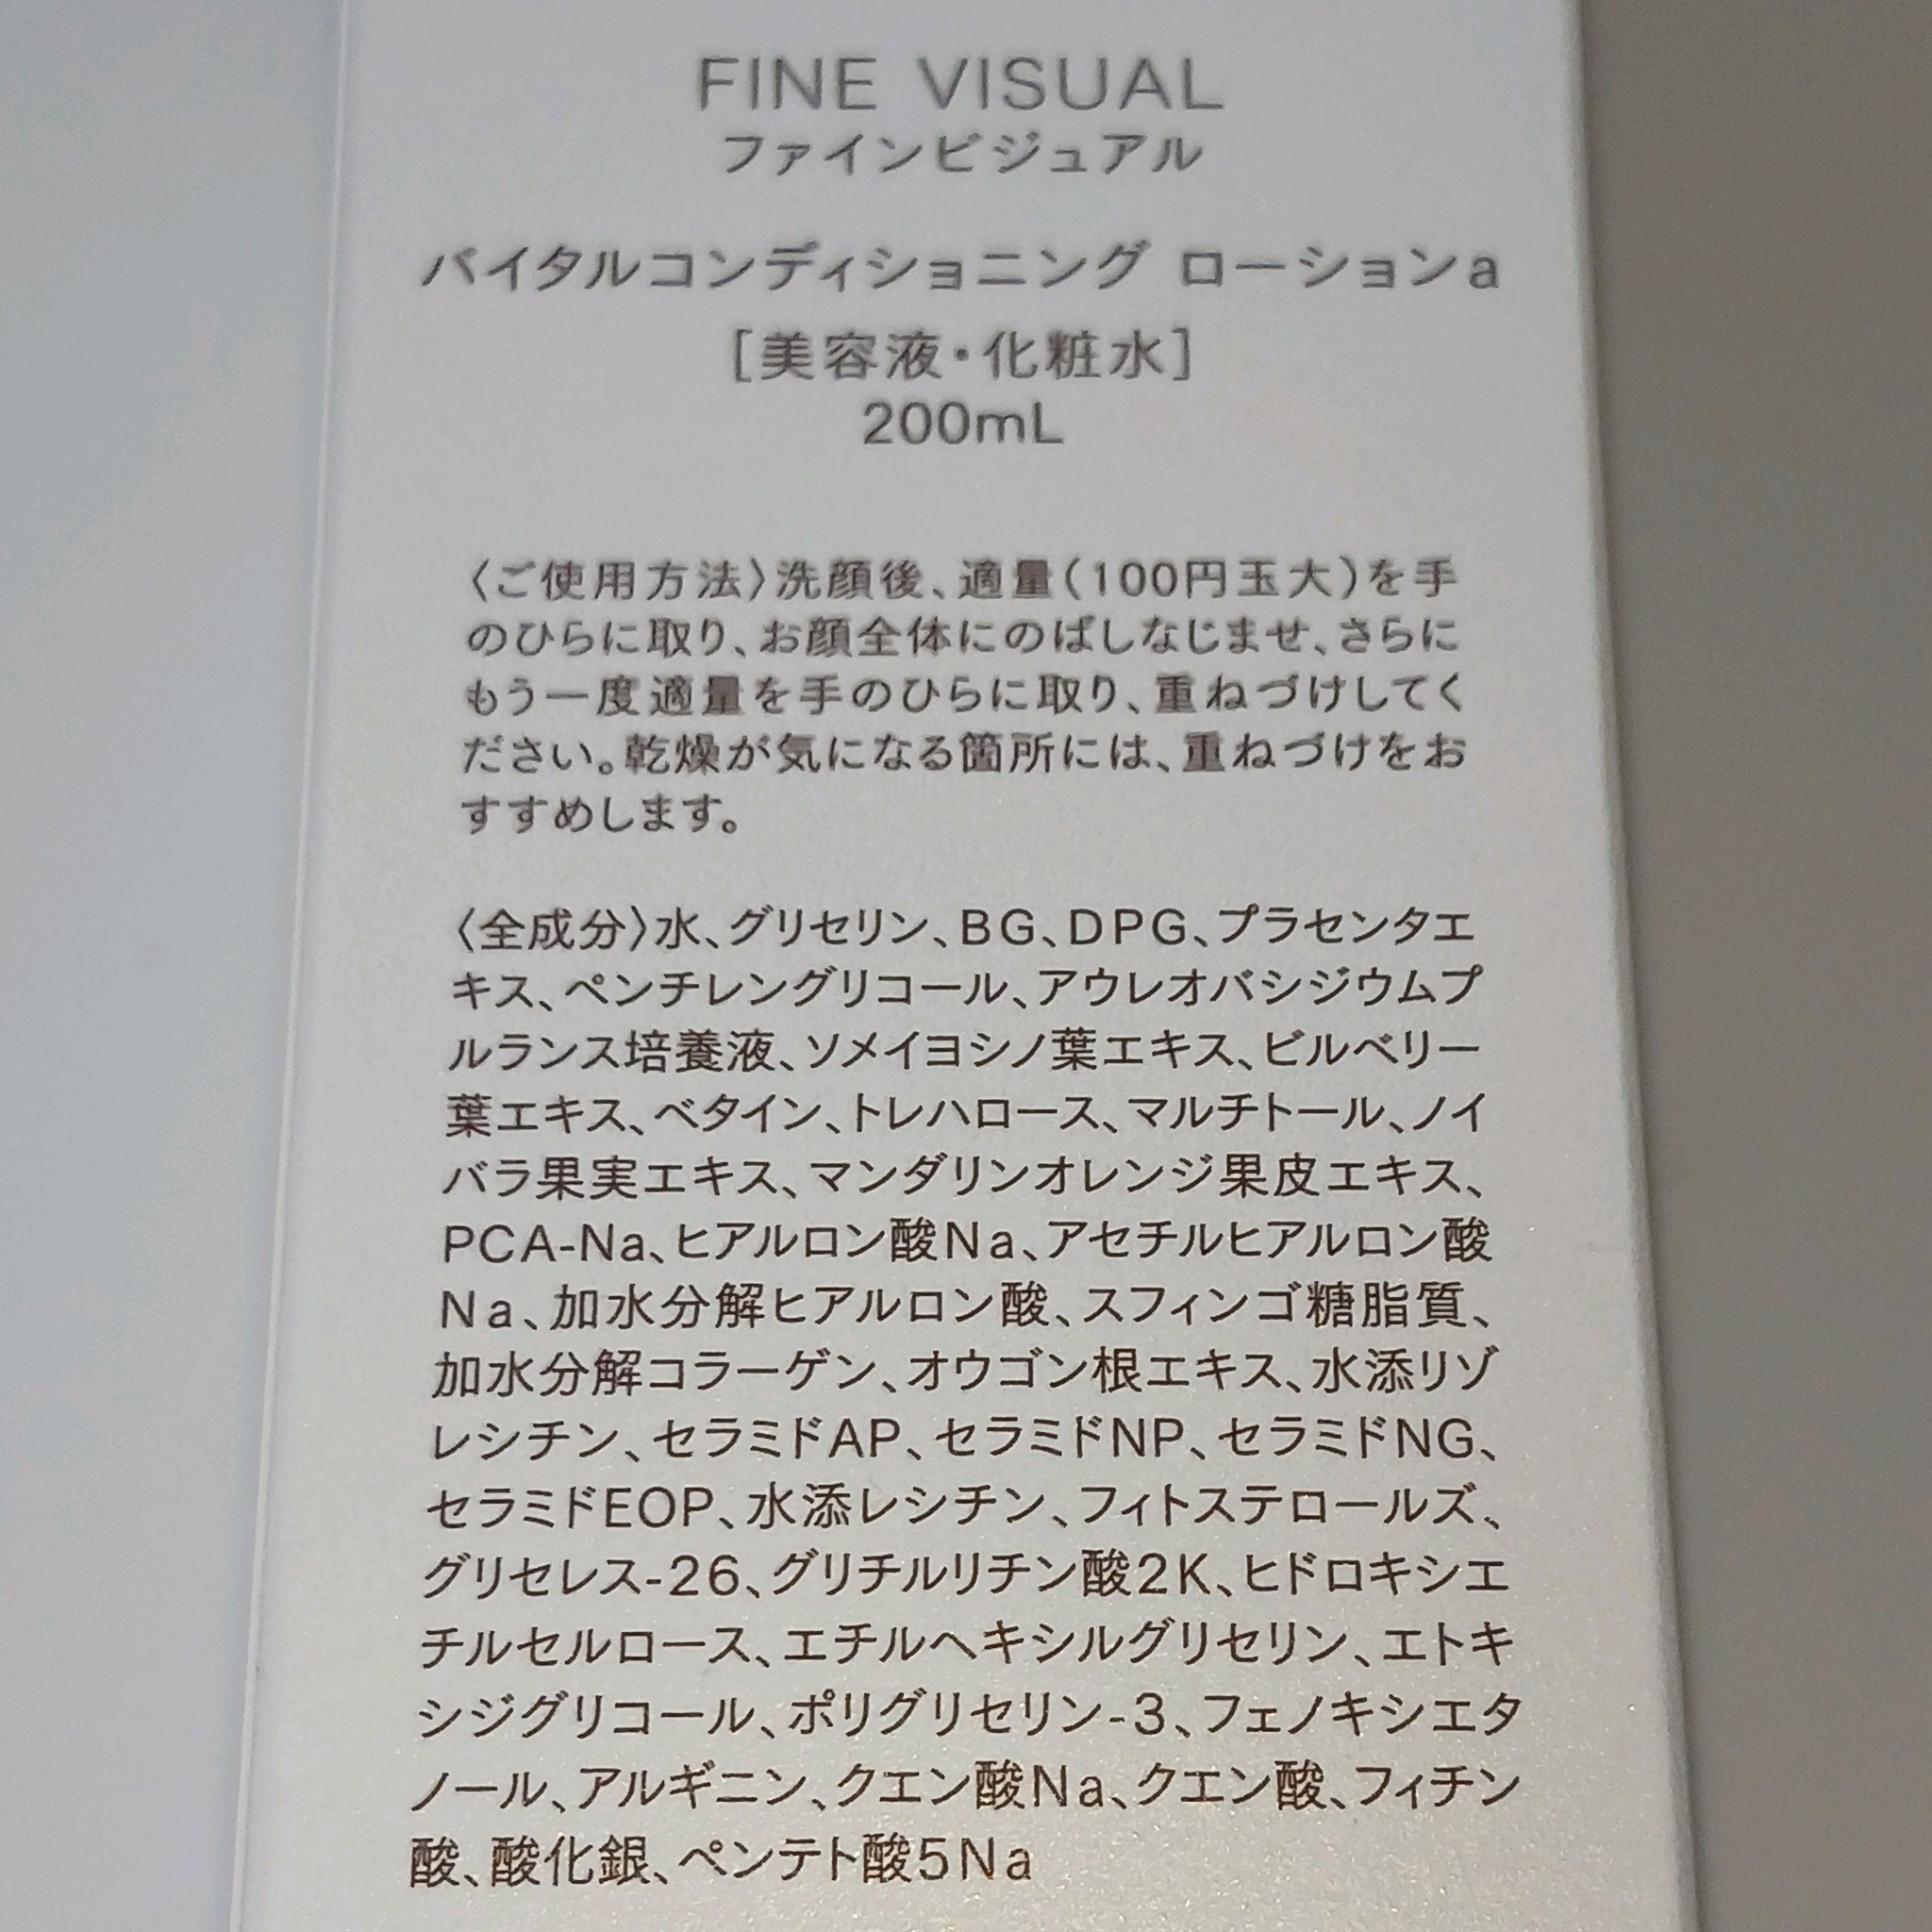 FINE VISUAL
ファインビジュアル
バイタルコンディショニング ローションa
[美容液・化粧水]
200mL
〈ご使用方法〉洗顔後、適量(100円玉大)を手
のひらに取り、お顔全体にのばしなじませ、さらに
もう一度適量を手のひらに取り、重ねづけしてく
ださい。乾燥が気になる箇所には、重ねづけをお
すすめします。
〈全成分〉水、グリセリン、BG、DPG、プラセンタエ
キス、ペンチレングリコール、アウレオバシジウムプ
ルランス培養液、ソメイヨシノ葉エキス、ビルベリー
葉エキス、ベタイン、トレハロース、マルチトール、ノイ
バラ果実エキス、マンダリンオレンジ果皮エキス、
PCA-Na、ヒアルロン酸Na、アセチルヒアルロン酸
Na、加水分解ヒアルロン酸、スフィンゴ糖脂質、
加水分解コラーゲン、オウゴン根エキス、水添リゾ
レシチン、セラミドAP、セラミドNP、セラミドNG、
セラミドEOP、水添レシチン、フィトステロールズ、
グリセレス-26、グリチルリチン酸2K、ヒドロキシエ
チルセルロース、エチルヘキシルグリセリン、エトキ
シジグリコール、ポリグリセリン-3、フェノキシエタ
ノール、アルギニン、クエン酸Na、クエン酸、フィチン
酸、酸化銀、ペンテト酸5Na